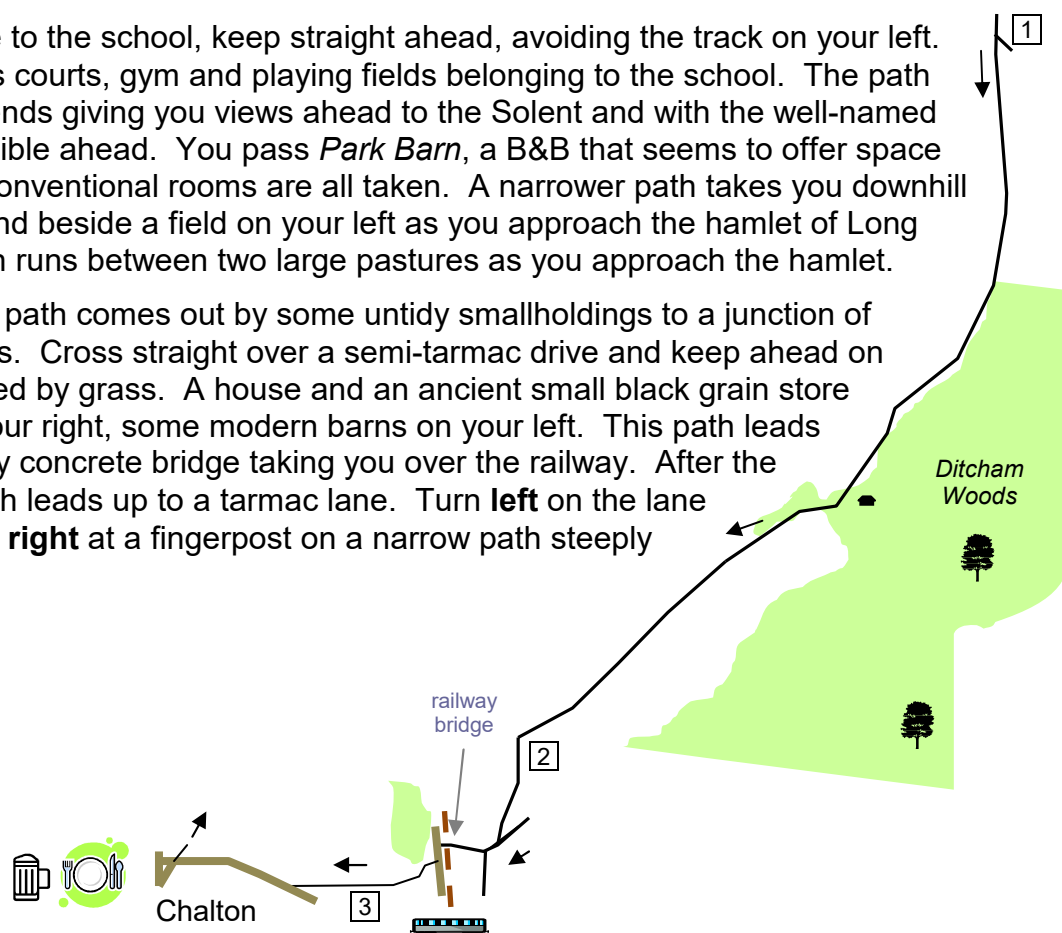 e to the school, keep straight ahead, avoiding the track on your left.
s courts, gym and playing fields belonging to the school. The path
ends giving you views ahead to the Solent and with the well-named
ible ahead. You pass Park Barn, a B&B that seems to offer space
onventional rooms are all taken. A narrower path takes you downhill
nd beside a field on your left as you approach the hamlet of Long
n runs between two large pastures as you approach the hamlet.
path comes out by some untidy smallholdings to a junction of
s. Cross straight over a semi-tarmac drive and keep ahead on
ed by grass. A house and an ancient small black grain store
our right, some modern barns on your left. This path leads
y concrete bridge taking you over the railway. After the
h leads up to a tarmac lane. Turn left on the lane
right at a fingerpost on a narrow path steeply
1
Ditcham
Woods
railway
bridge
2
3
Chalton